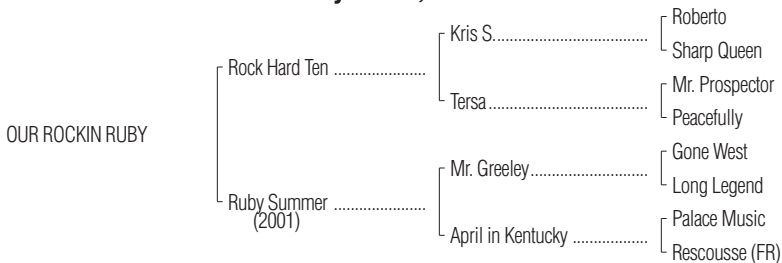 Roberto
Kris S.
Sharp Queen
Rock Hard Ten
Mr. Prospector
Tersa
Peacefully
OUR ROCKIN RUBY
Gone West
Mr. Greeley
Long Legend
Ruby Summer
(2001)
Palace Music
April in Kentucky
Rescousse (FR)